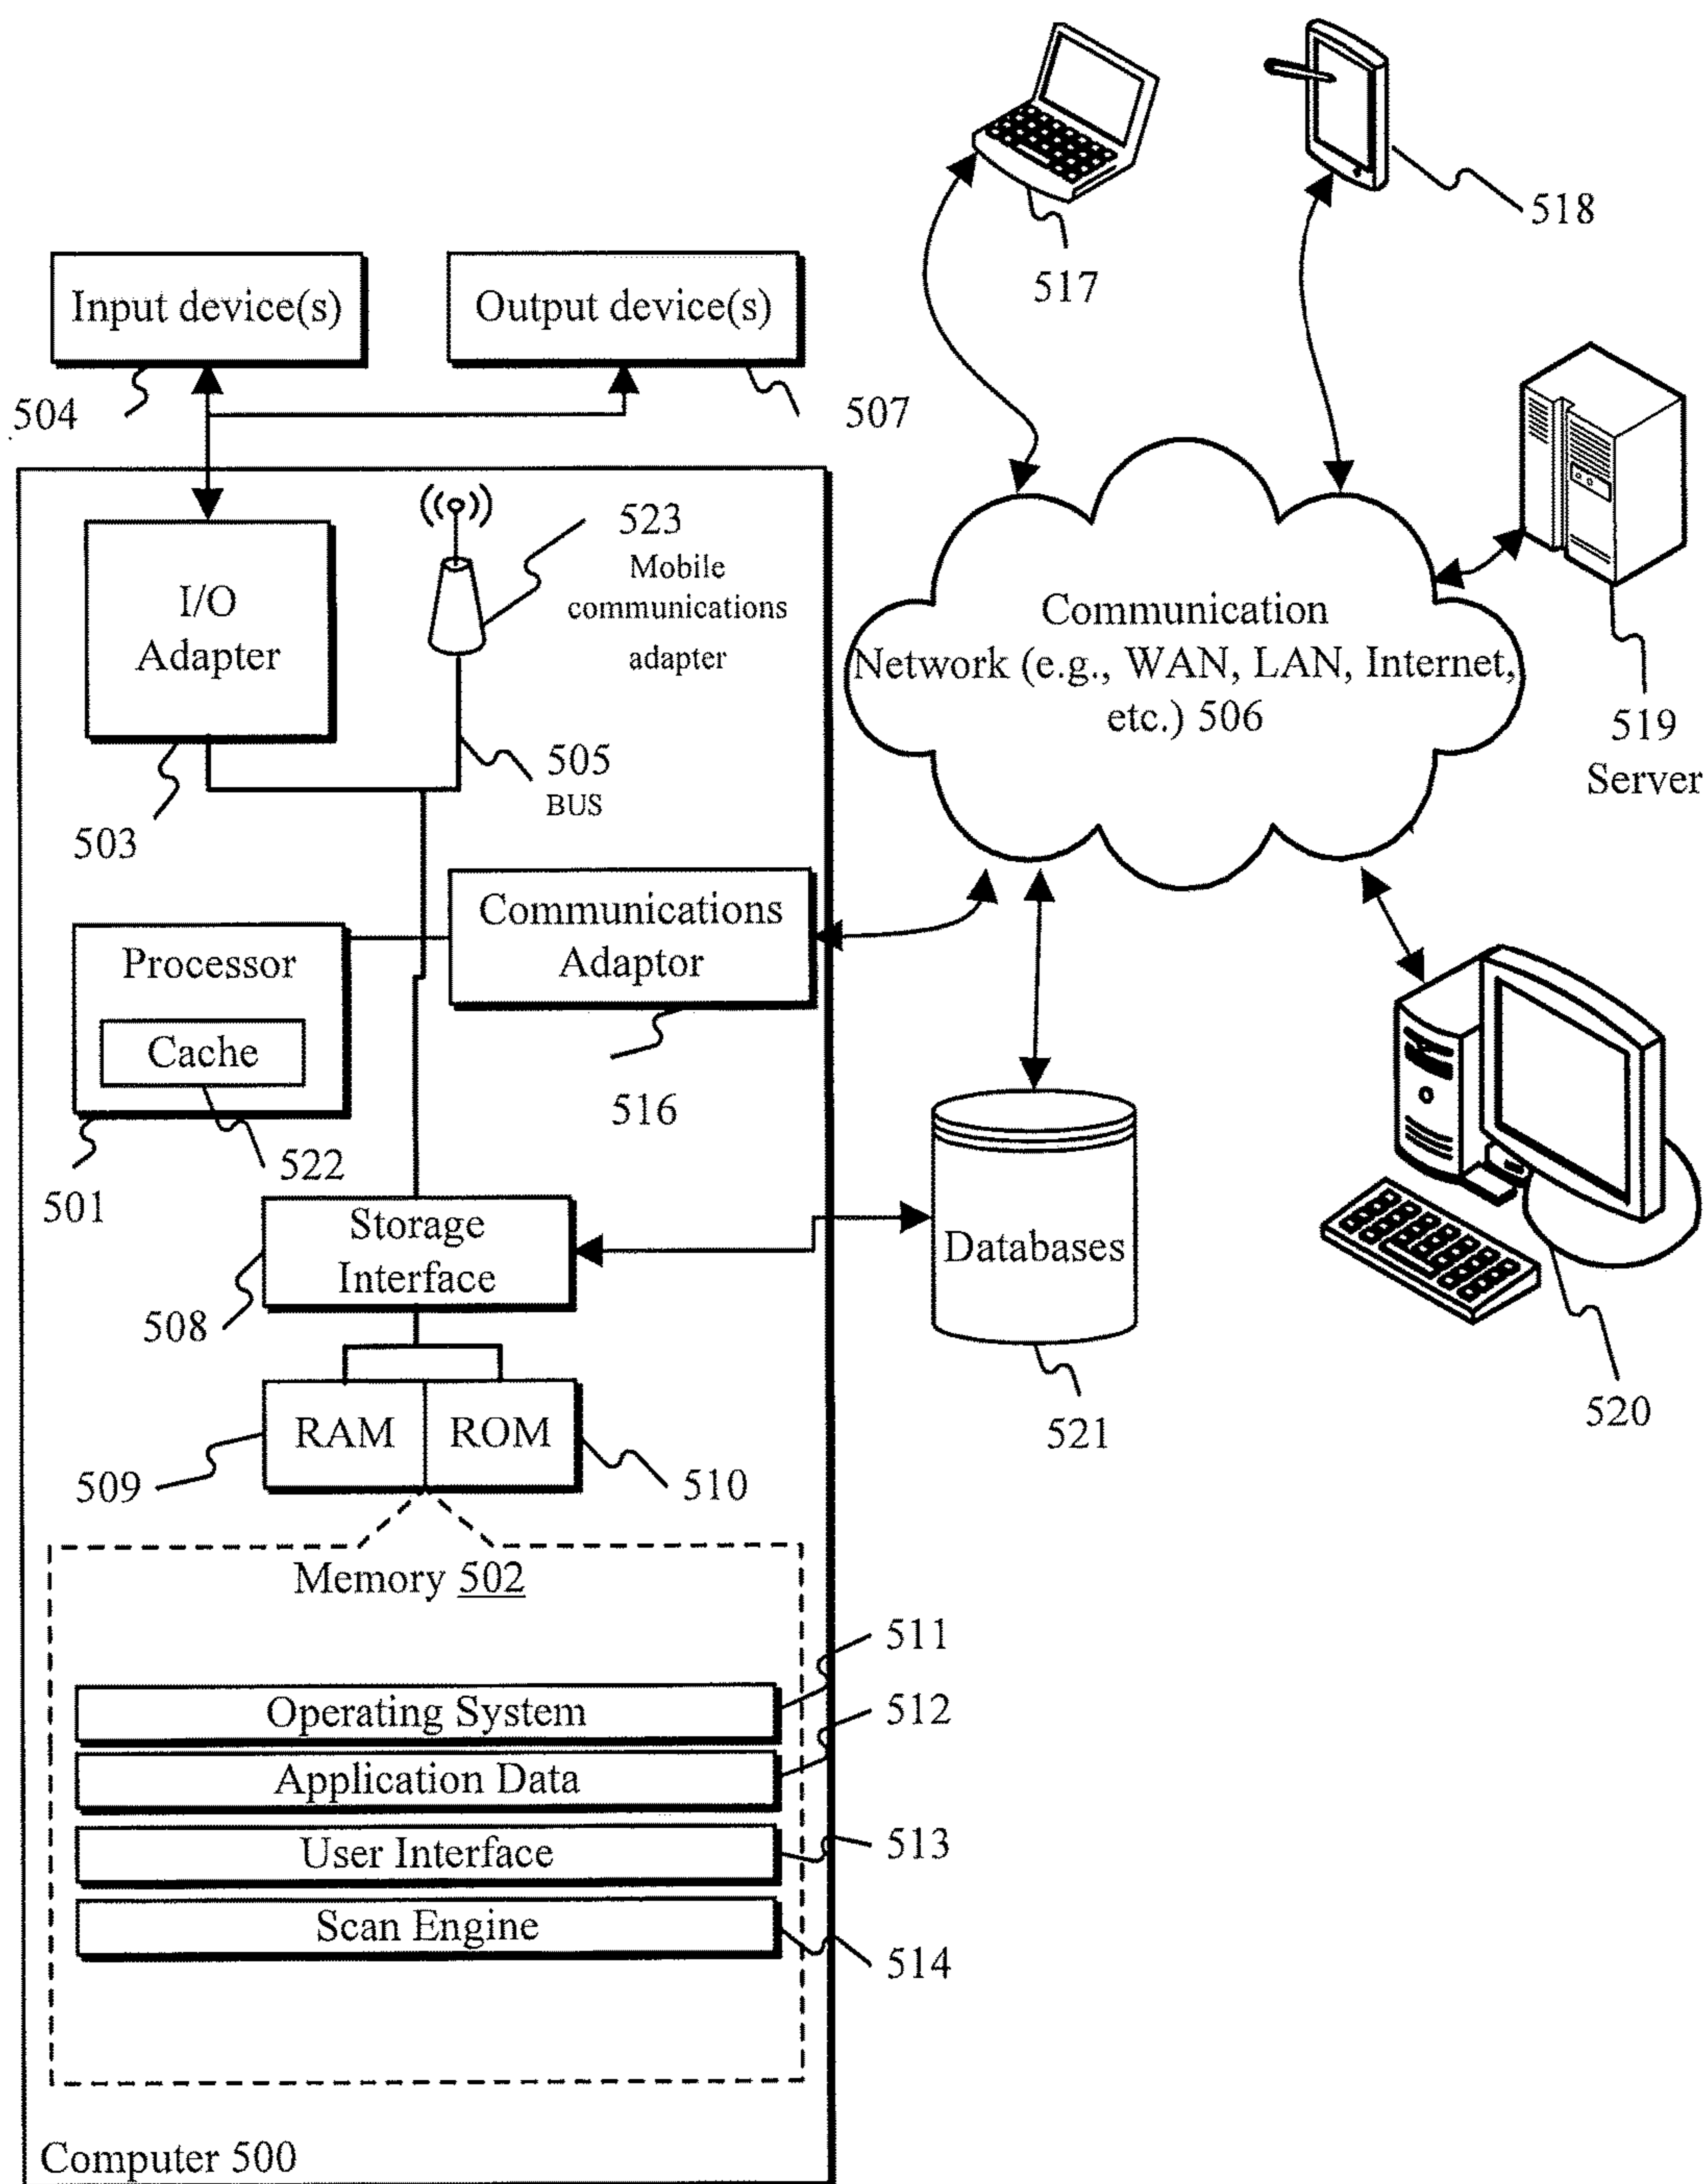 517
518
Input device(s)
Output device(s)
504
507
I/O
Adapter
523
Mobile
communications
adapter
Communication
Network (e.g., WAN, LAN, Internet,
etc.) 506
519
Server
505
BUS
503
Communications
Adaptor
Processor
Cache
516
522
501
Storage
Interface
Databases
508
RAM
ROM
509
510
521
520
Memory 502
511
Operating System
512
Application Data
User Interface
513
Scan Engine
514
Computer 500